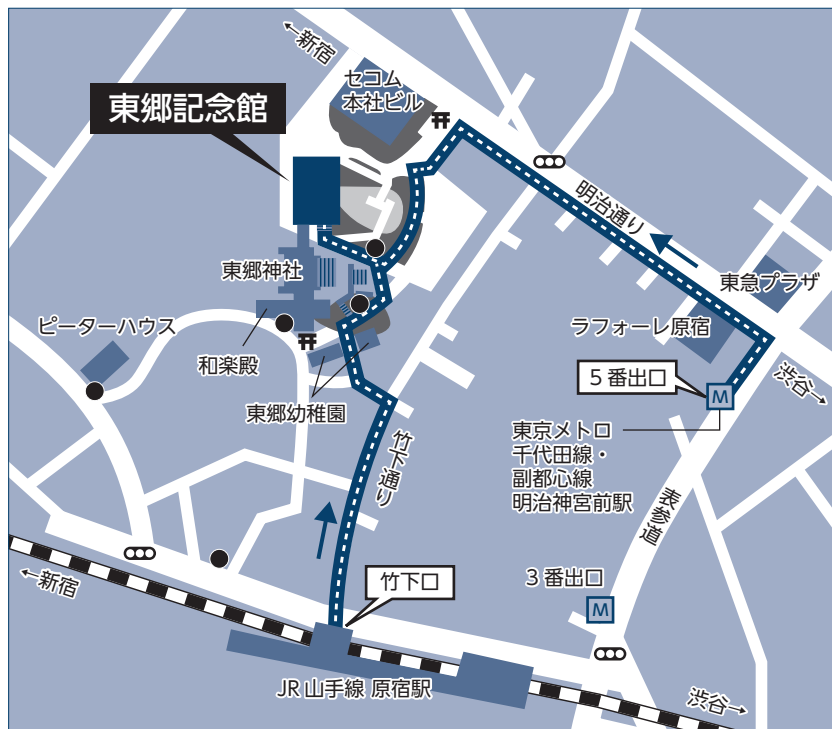 ←新宿
セコム
本社ビル
東郷記念館
明治通り
東郷神社
東急プラザ
ピーターハウス
ラフォーレ原宿
和楽殿
5番出口
渋谷→
M
東郷幼稚園
竹下通り
東京メトロ
千代田線・
副都心線
明治神宮前駅
表参道
←新宿
竹下口
3番出口
M
JR山手線 原宿駅
渋谷→